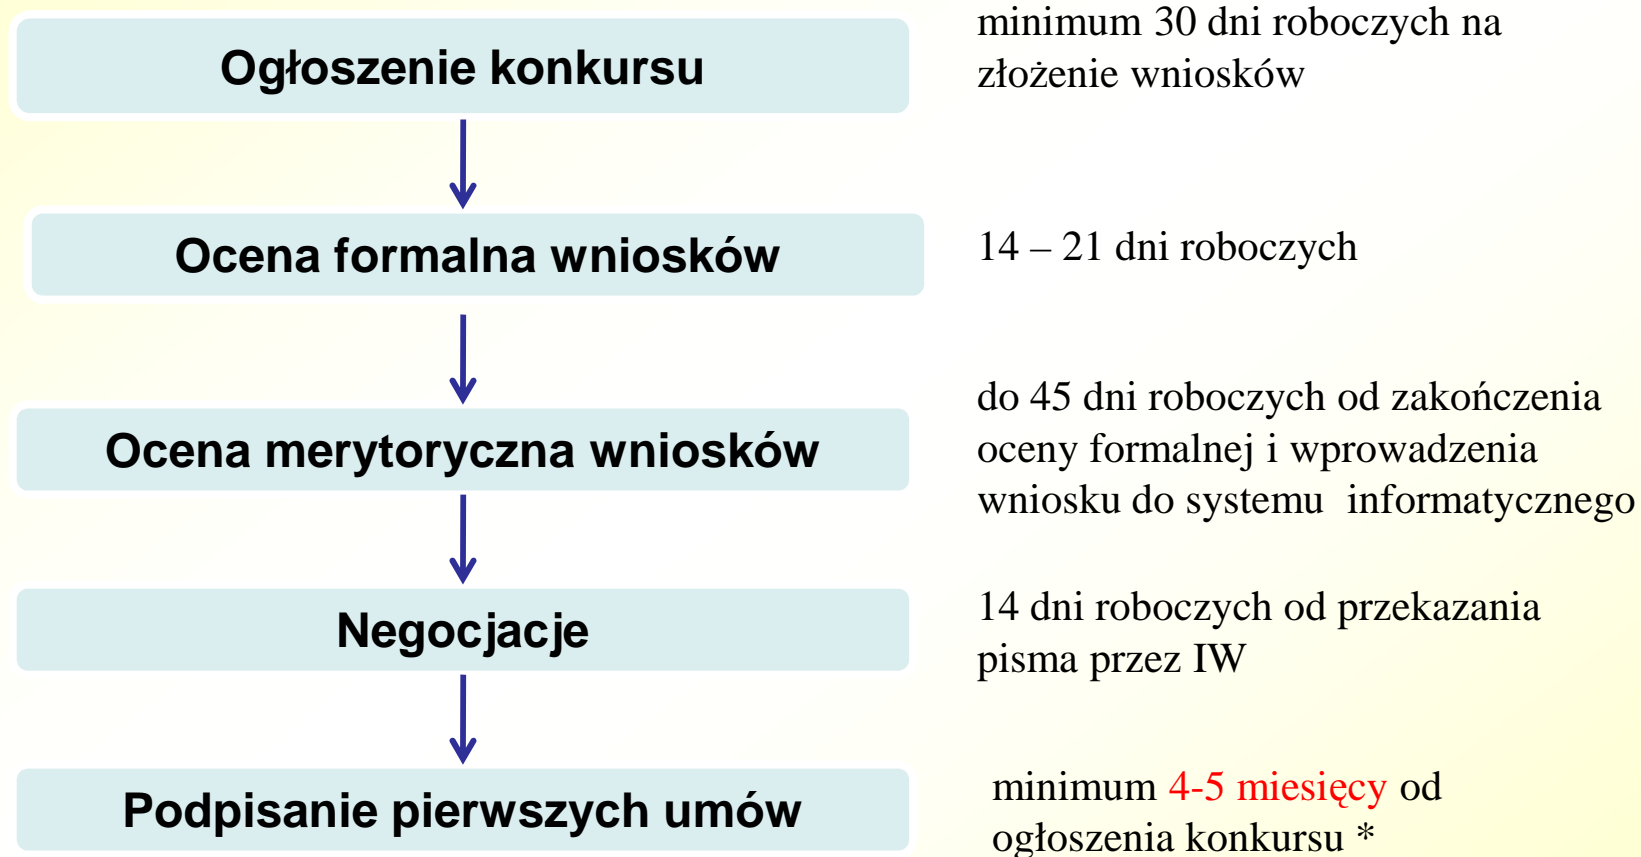 Ogłoszenie konkursu
minimum 30 dni roboczych na
złożenie wniosków
Ocena formalna wniosków
14 – 21 dni roboczych
Ocena merytoryczna wniosków
do 45 dni roboczych od zakończenia
oceny formalnej i wprowadzenia
wniosku do systemu informatycznego
Negocjacje
14 dni roboczych od przekazania
pisma przez IW
Podpisanie pierwszych umów
minimum 4-5 miesięcy od
ogłoszenia konkursu *